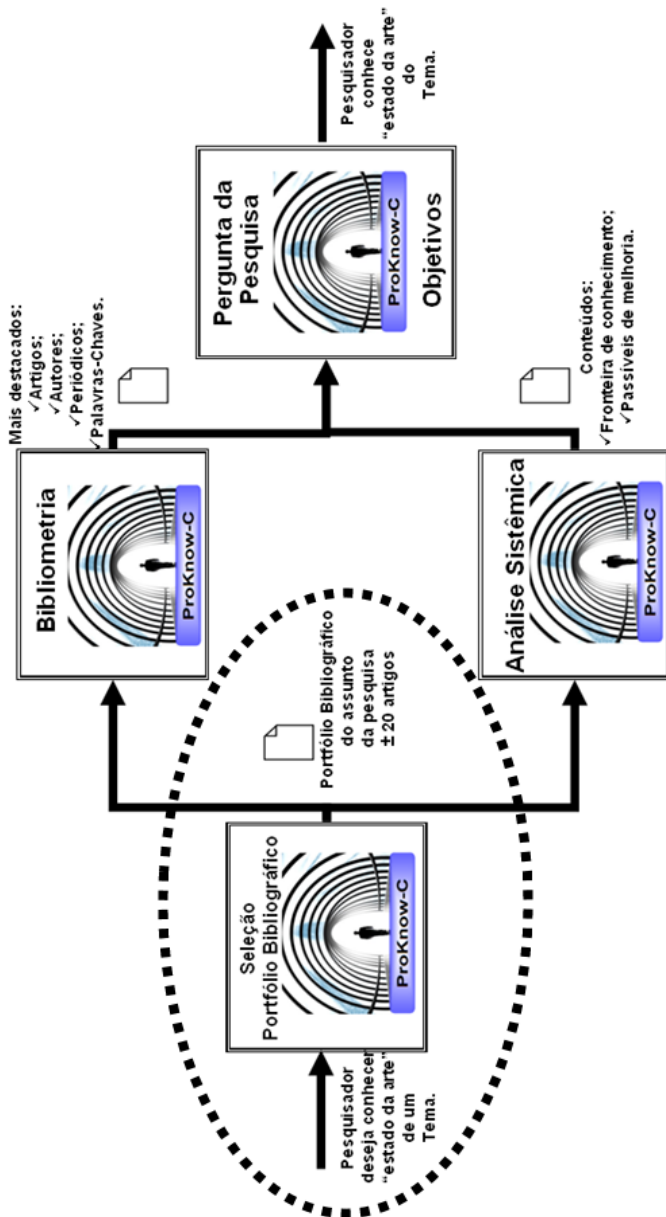 Pesquisador
deseja conhecer
“estado da arte”
de um
Tema.
Seleção
Portfólio Bibliográfico
ProKnow-C
Portfólio Bibliográfico
do assunto
da pesquisa
± 20 artigos
Bibliometria
ProKnow-C
Mais destacados:
✓Artigos;
✓Autores;
✓Periódicos;
✓Palavras-Chaves.
Análise Sistêmica
ProKnow-C
Conteúdos:
✓Fronteira de conhecimento;
✓Passíveis de melhoria.
Pergunta da
Pesquisa
ProKnow-C
Objetivos
Pesquisador
conhece
“estado da arte”
do
Tema.